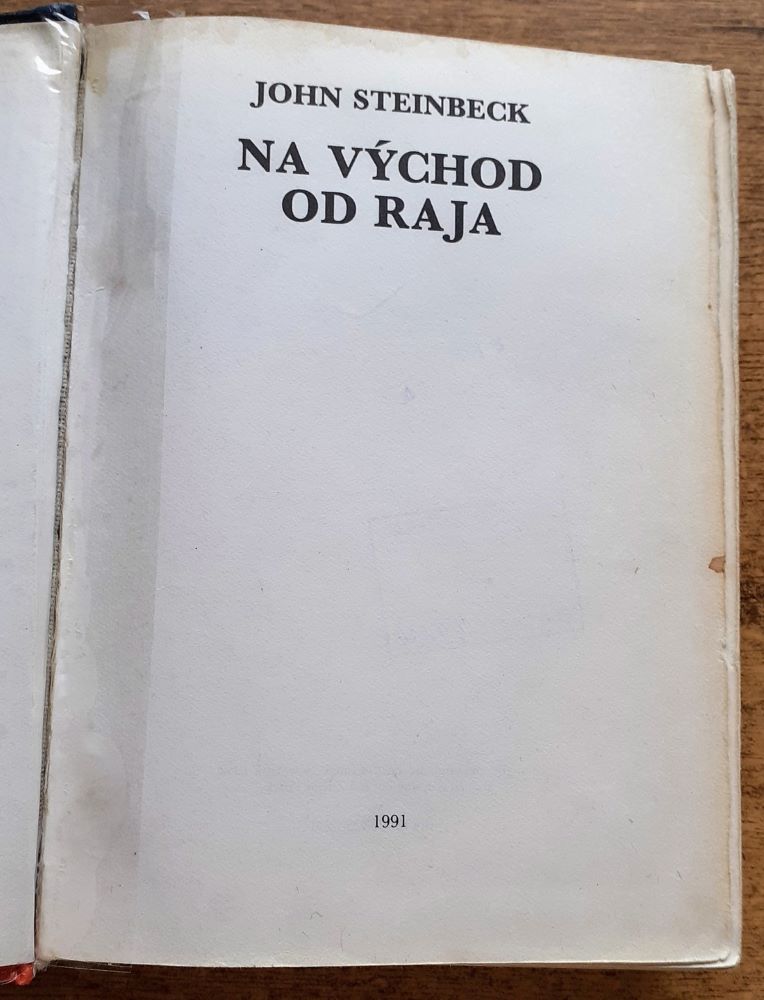 JOHN STEINBECK
NA VÝCHOD
OD RAJA
1991